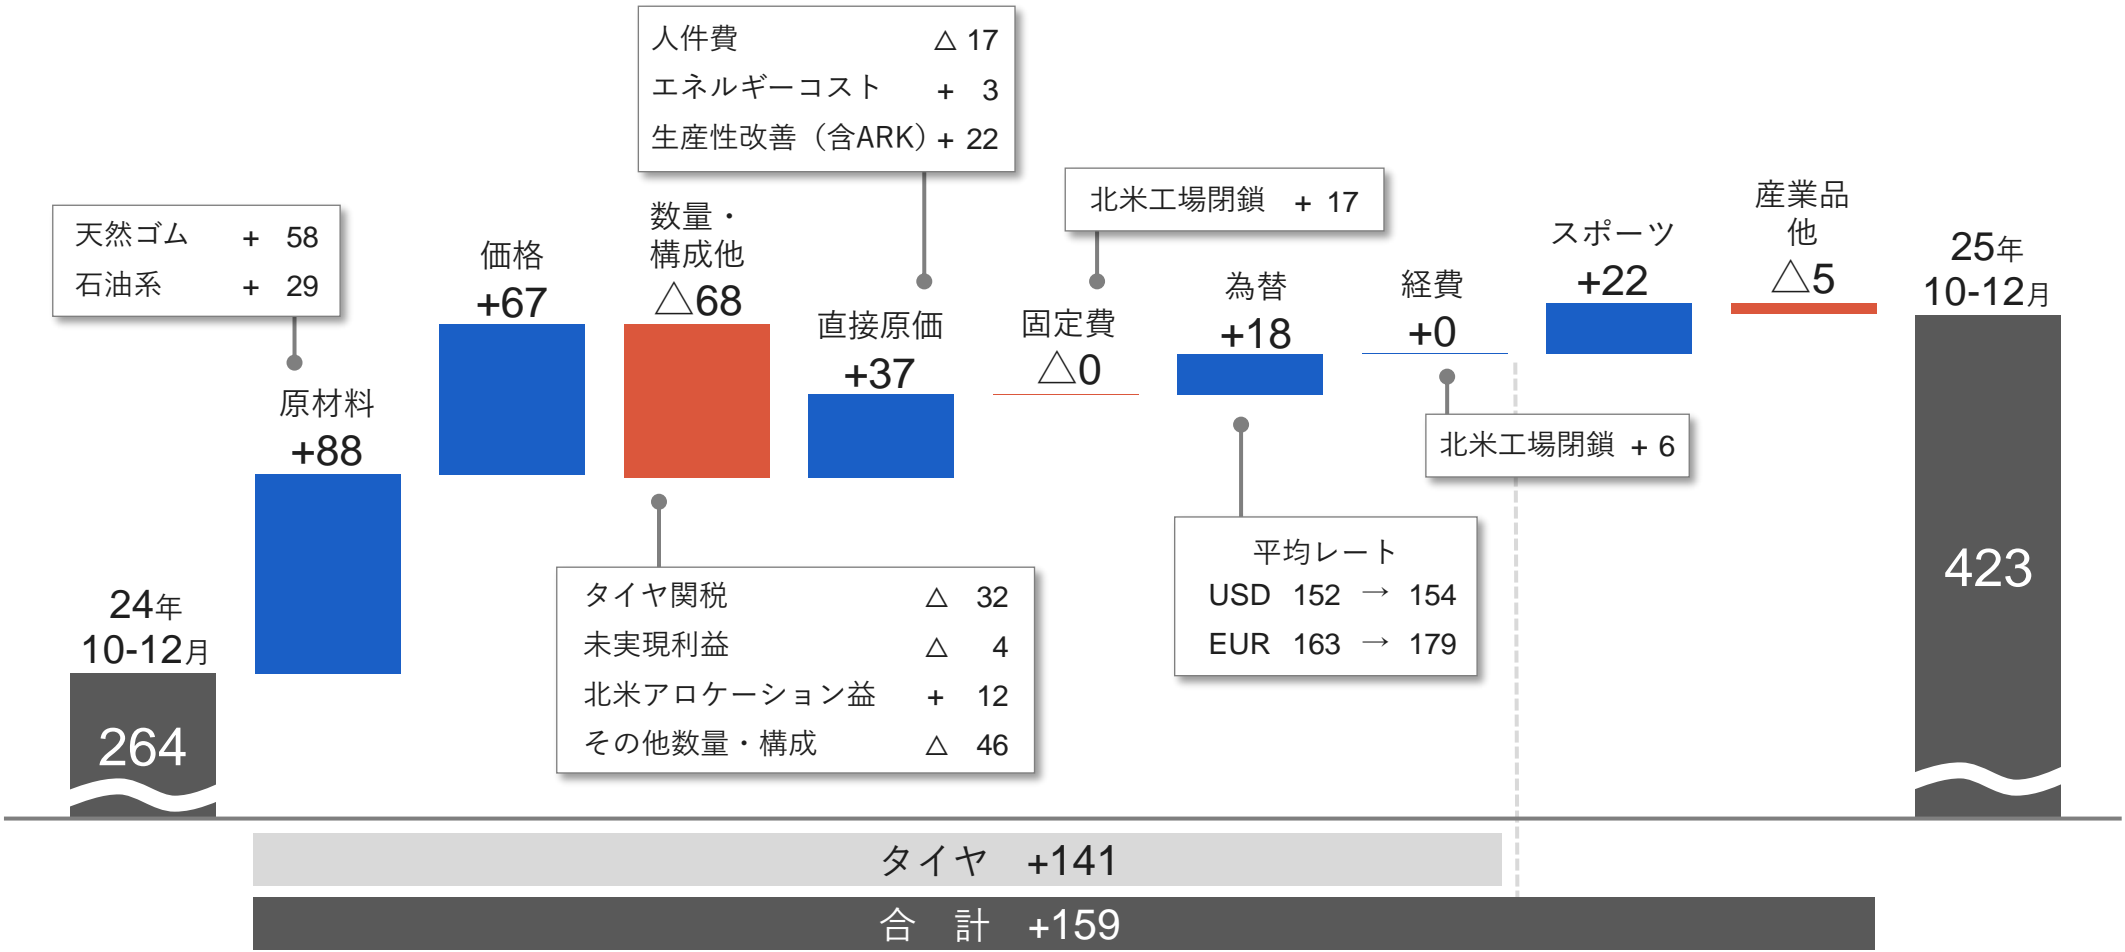 人件費 △ 17
エネルギーコスト + 3
生産性改善（含ARK）+ 22
北米工場閉鎖 + 17
天然ゴム + 58
石油系 + 29
24年
10-12月
264
原材料
+88
価格
+67
数量・
構成他
△68
直接原価
+37
固定費
△0
為替
+18
経費
+0
スポーツ
+22
産業品
他
△5
25年
10-12月
423
北米工場閉鎖 + 6
タイヤ関税 △ 32
未実現利益 △ 4
北米アロケーション益 + 12
その他数量・構成 △ 46
平均レート
USD 152 → 154
EUR 163 → 179
タイヤ +141
合 計 +159